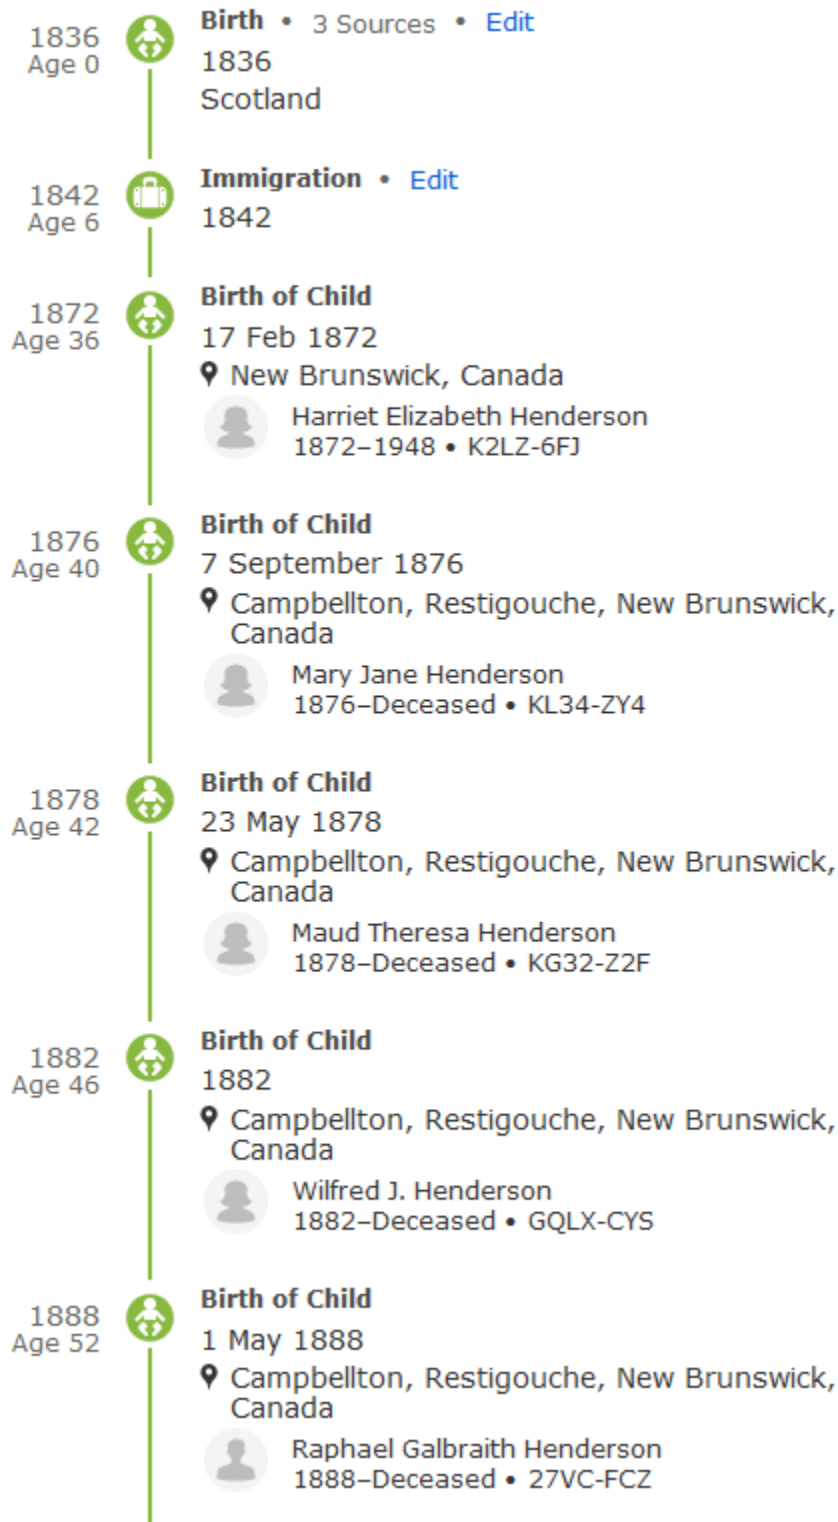 1836
Age 0
Birth • 3 Sources • Edit
1836
Scotland
1842
Age 6
Immigration • Edit
1842
1872
Age 36
Birth of Child
17 Feb 1872
New Brunswick, Canada
Harriet Elizabeth Henderson
1872–1948 • K2LZ-6FJ
1876
Age 40
Birth of Child
7 September 1876
Campbellton, Restigouche, New Brunswick,
Canada
Mary Jane Henderson
1876–Deceased • KL34-ZY4
1878
Age 42
Birth of Child
23 May 1878
Campbellton, Restigouche, New Brunswick,
Canada
Maud Theresa Henderson
1878–Deceased • KG32-Z2F
1882
Age 46
Birth of Child
1882
Campbellton, Restigouche, New Brunswick,
Canada
Wilfred J. Henderson
1882–Deceased • GQLX-CYS
1888
Age 52
Birth of Child
1 May 1888
Campbellton, Restigouche, New Brunswick,
Canada
Raphael Galbraith Henderson
1888–Deceased • 27VC-FCZ